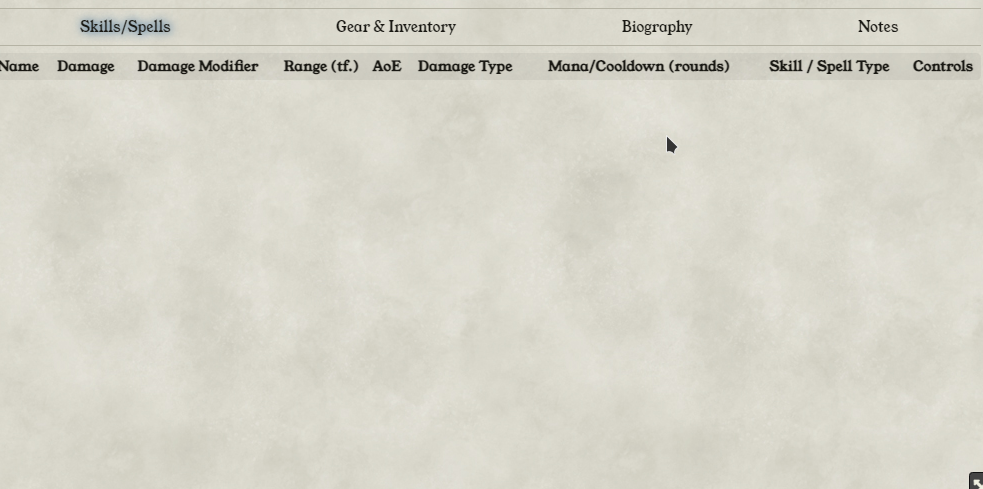 Skills/Spells Gear & Inventory Biography Notes
Name Damage Damage Modifier Range (tf.) AoE Damage Type Mana/Cooldown (rounds) Skill / Spell Type Controls